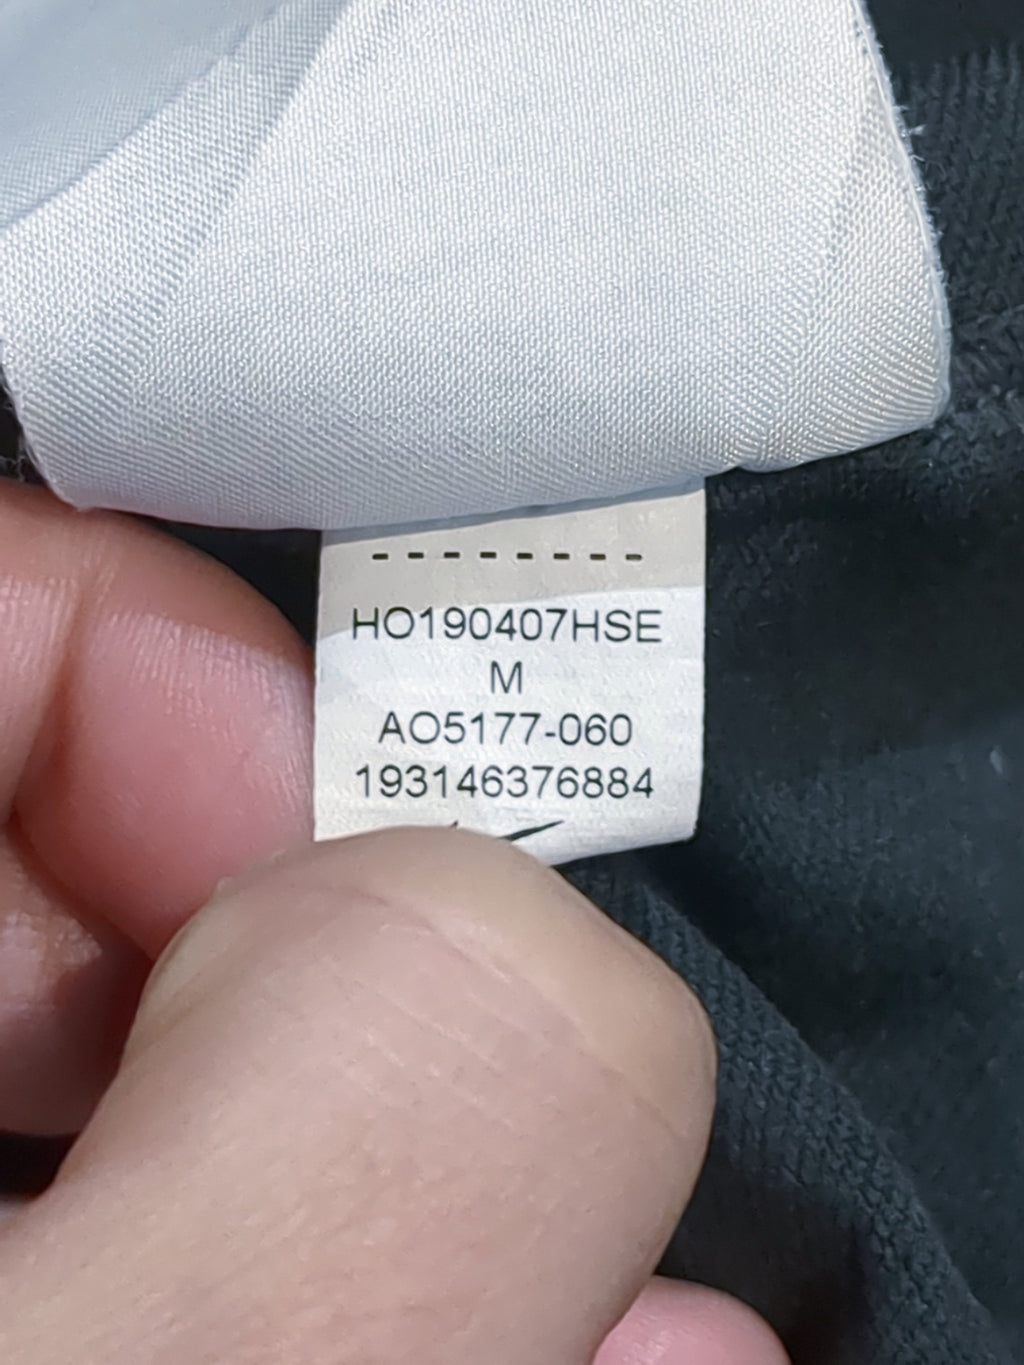 - - - - - - - -
HO190407HSE
M
AO5177-060
193146376884